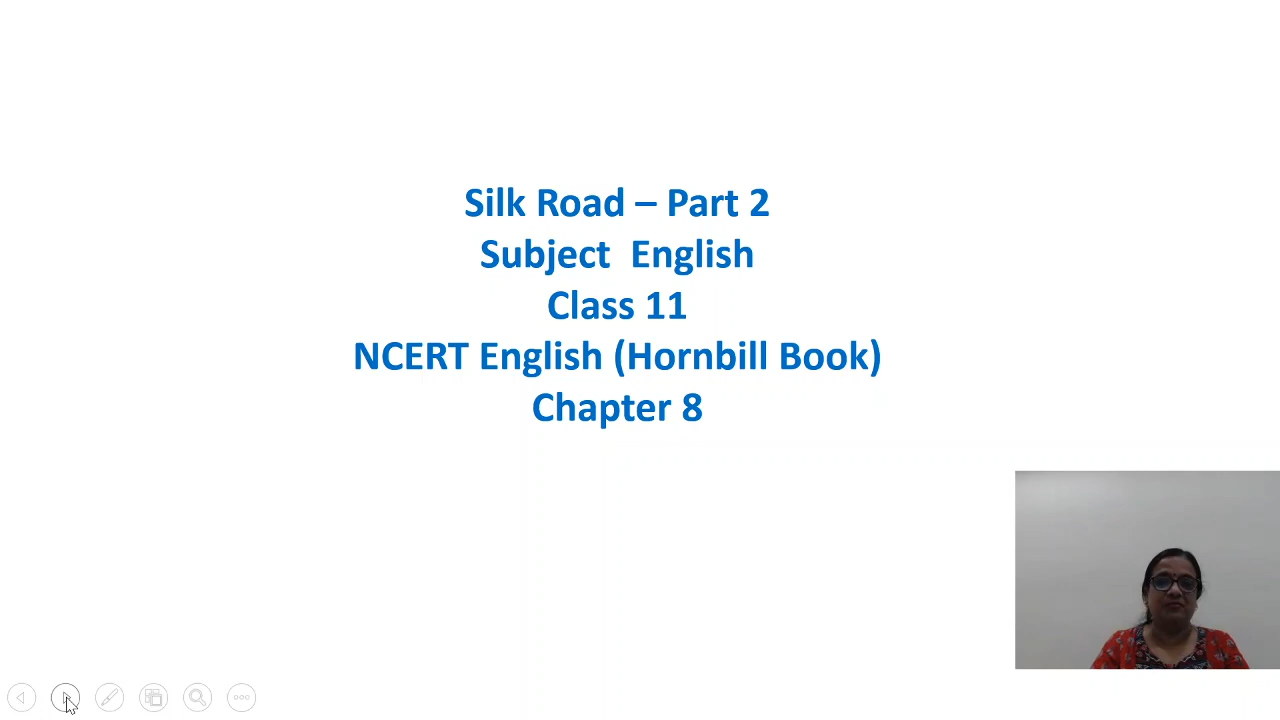 Silk Road – Part 2
Subject English
Class 11
NCERT English (Hornbill Book)
Chapter 8